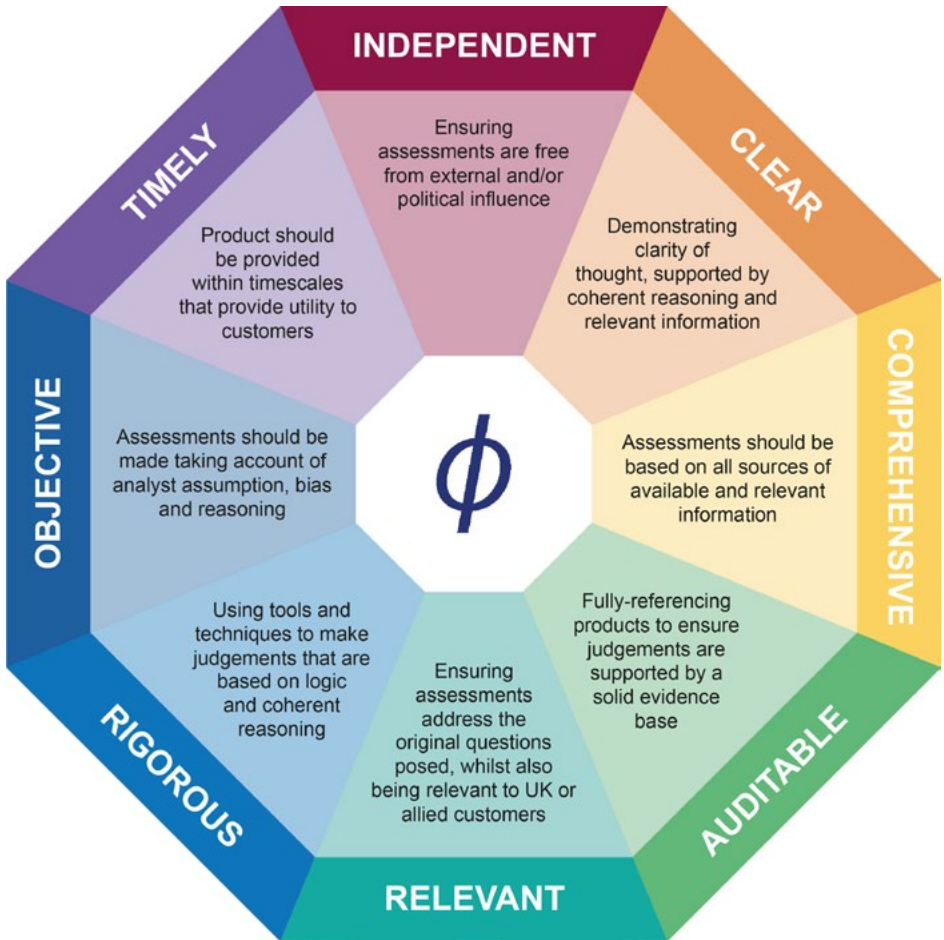 INDEPENDENT
Ensuring
assessments are free
from external and/or
political influence
CLEAR
Demonstrating
clarity of
thought, supported by
coherent reasoning and
relevant information
COMPREHENSIVE
Assessments should be
based on all sources of
available and relevant
information
AUDITABLE
Fully-referencing
products to ensure
judgements are
supported by a
solid evidence
base
RELEVANT
Ensuring
assessments
address the
original questions
posed, whilst also
being relevant to UK or
allied customers
RIGOROUS
Using tools and
techniques to make
judgements that are
based on logic
and coherent
reasoning
OBJECTIVE
Assessments should be
made taking account of
analyst assumption, bias
and reasoning
TIMELY
Product should
be provided
within timescales
that provide utility to
customers
ϕ